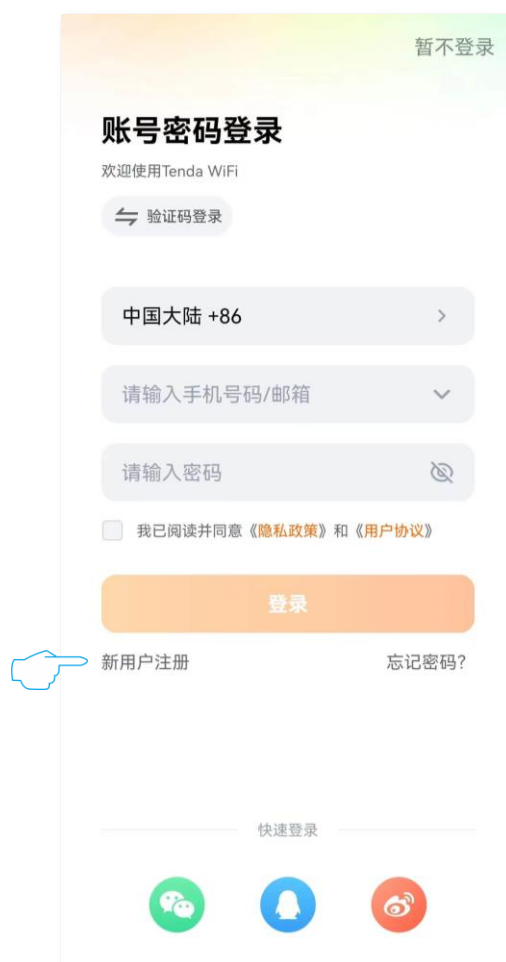 暂不登录
账号密码登录
欢迎使用Tenda WiFi
验证码登录
中国大陆 +86
请输入手机号码/邮箱
请输入密码
我已阅读并同意《隐私政策》和《用户协议》
登录
新用户注册 忘记密码?
快速登录